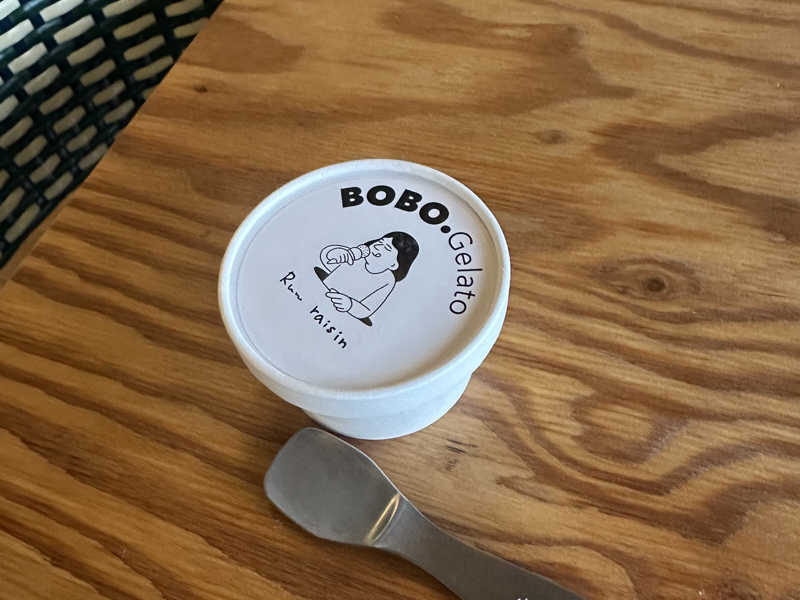 BOBO.
Gelato
Rum raisin